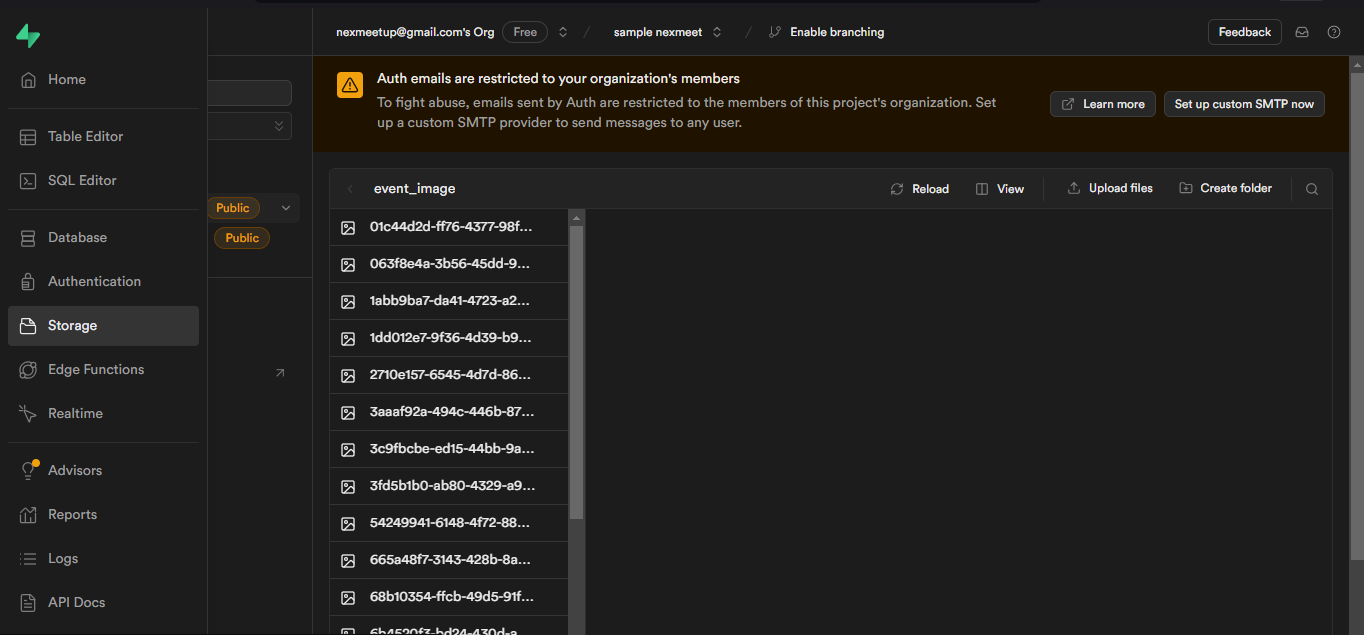 nexmeetup@gmail.com's Org Free / sample nexmeet / Enable branching
Feedback
Home
Table Editor
SQL Editor
Database
Authentication
Storage
Edge Functions
Realtime
Advisors
Reports
Logs
API Docs
Public
Public
Auth emails are restricted to your organization's members
To fight abuse, emails sent by Auth are restricted to the members of this project's organization. Set
up a custom SMTP provider to send messages to any user.
Learn more
Set up custom SMTP now
event_image
Reload
View
Upload files
Create folder
01c44d2d-ff76-4377-98f...
063f8e4a-3b56-45dd-9...
1abb9ba7-da41-4723-a2...
1dd012e7-9f36-4d39-b9...
2710e157-6545-4d7d-86...
3aaaf92a-494c-446b-87...
3c9fbcbe-ed15-44bb-9a...
3fd5b1b0-ab80-4329-a9...
54249941-6148-4f72-88...
665a48f7-3143-428b-8a...
68b10354-ffcb-49d5-91f...
6b4520f3-bd24-430d-a...